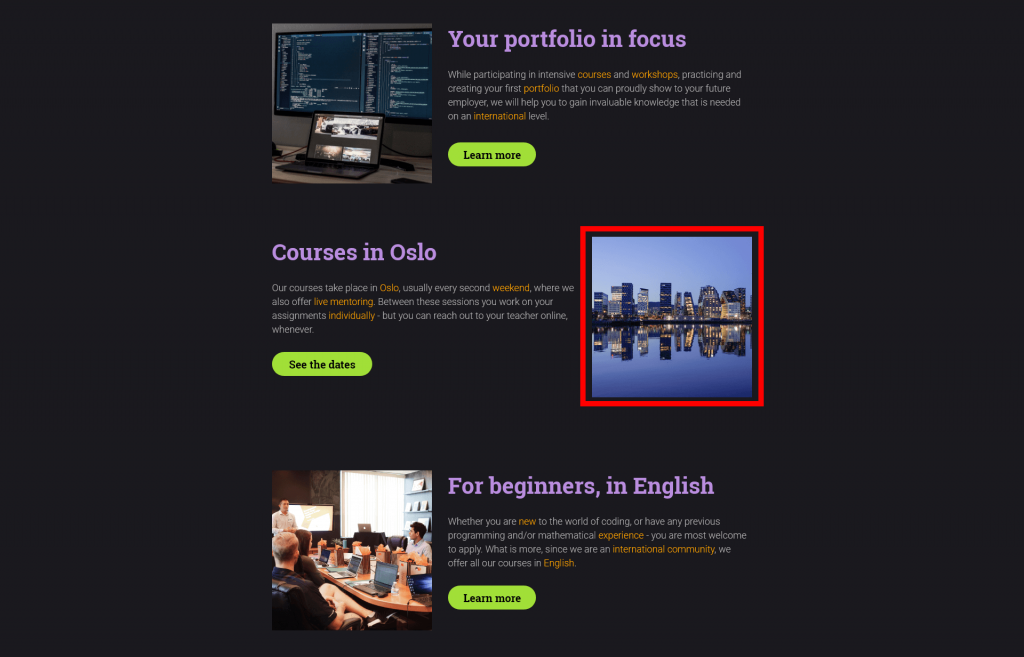 Your portfolio in focus
While participating in intensive courses and workshops, practicing and
creating your first portfolio that you can proudly show to your future
employer, we will help you to gain invaluable knowledge that is needed
on an international level.
Learn more
Courses in Oslo
Our courses take place in Oslo, usually every second weekend, where we
also offer live mentoring. Between these sessions you work on your
assignments individually - but you can reach out to your teacher online,
whenever.
See the dates
For beginners, in English
Whether you are new to the world of coding, or have any previous
programming and/or mathematical experience - you are most welcome
to apply. What is more, since we are an international community, we
offer all our courses in English.
Learn more